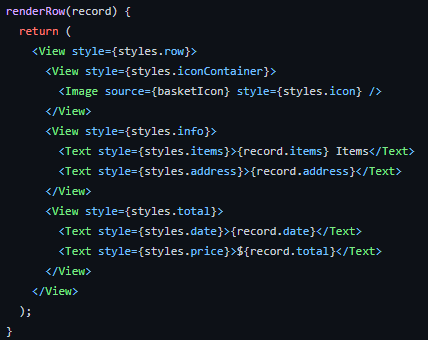 renderRow(record) {
  return (
    <View style={styles.row}>
      <View style={styles.iconContainer}>
        <Image source={basketIcon} style={styles.icon} />
      </View>
      <View style={styles.info}>
        <Text style={styles.items}>{record.items} Items</Text>
        <Text style={styles.address}>{record.address}</Text>
      </View>
      <View style={styles.total}>
        <Text style={styles.date}>{record.date}</Text>
        <Text style={styles.price}>${record.total}</Text>
      </View>
    </View>
  );
}